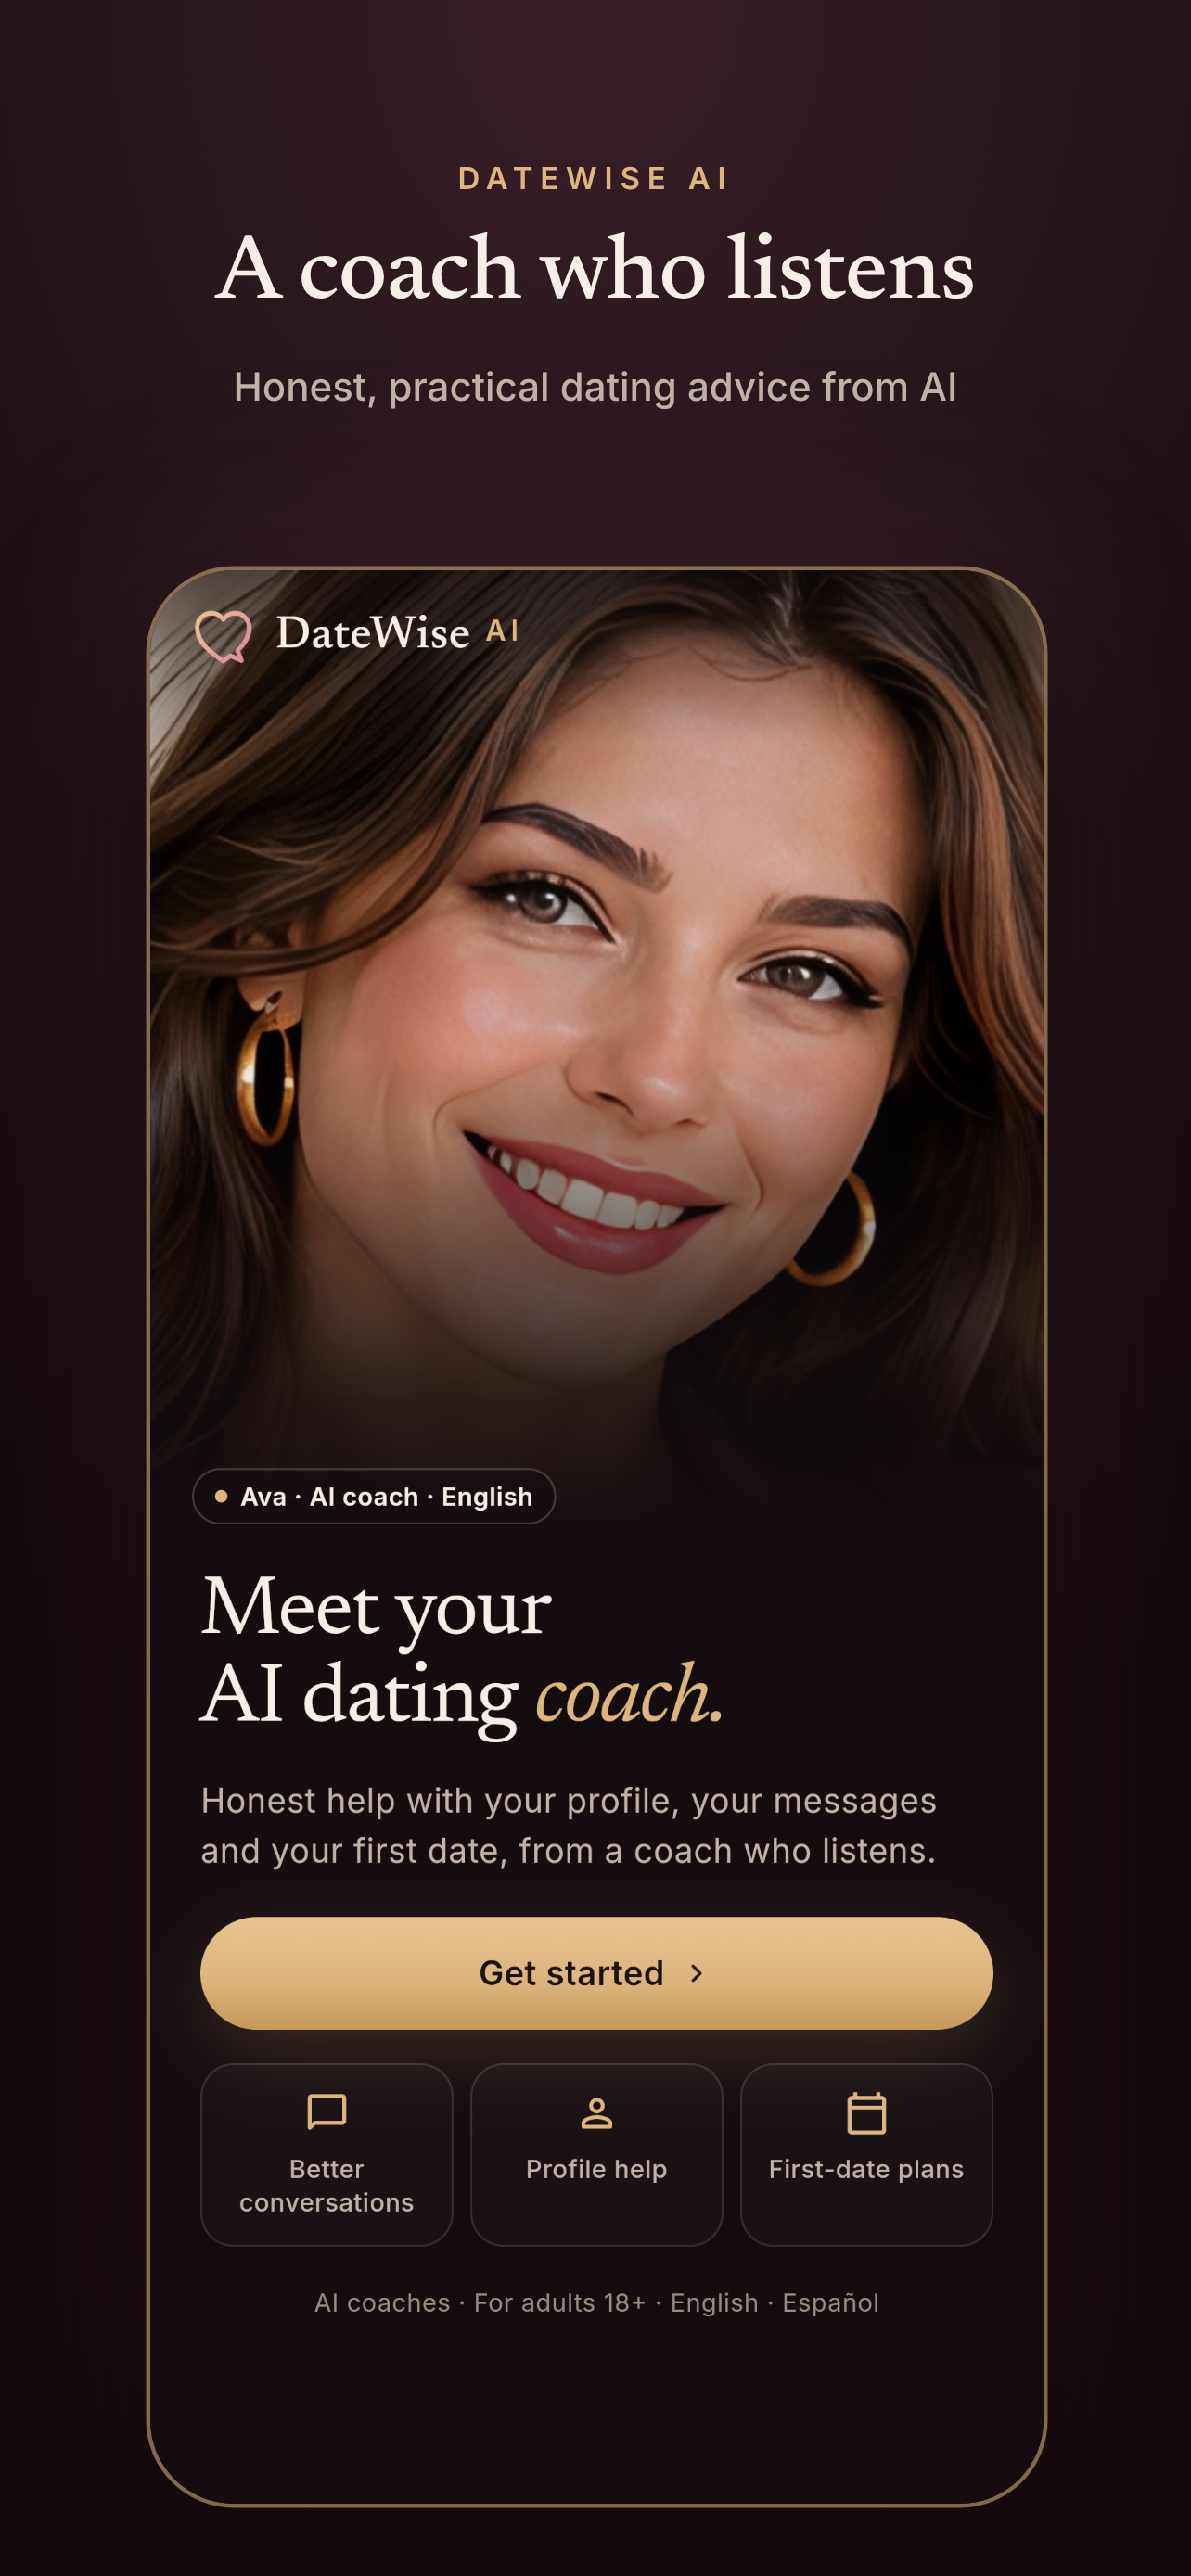 DATEWISE AI
A coach who listens
Honest, practical dating advice from AI
DateWise AI
Ava · AI coach · English
Meet your
AI dating coach.
Honest help with your profile, your messages
and your first date, from a coach who listens.
Get started
Better
conversations
Profile help
First-date plans
AI coaches · For adults 18+ · English · Español